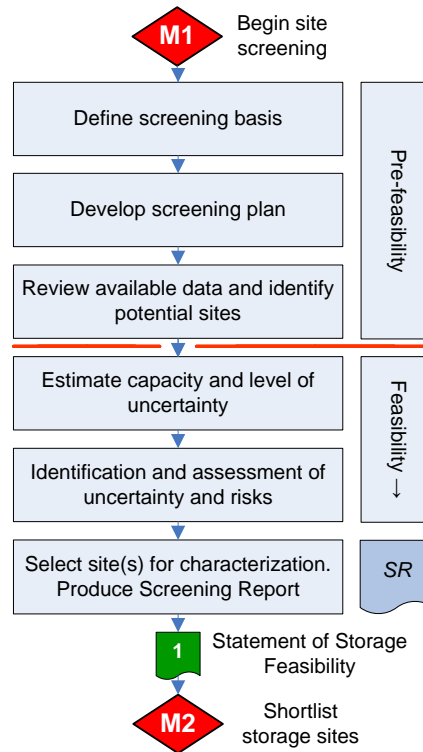 M1
Begin site
screening
Define screening basis
Develop screening plan
Review available data and identify
potential sites
Pre-feasibility
Estimate capacity and level of
uncertainty
Identification and assessment of
uncertainty and risks
Feasibility →
Select site(s) for characterization.
Produce Screening Report
SR
1
Statement of Storage
Feasibility
M2
Shortlist
storage sites